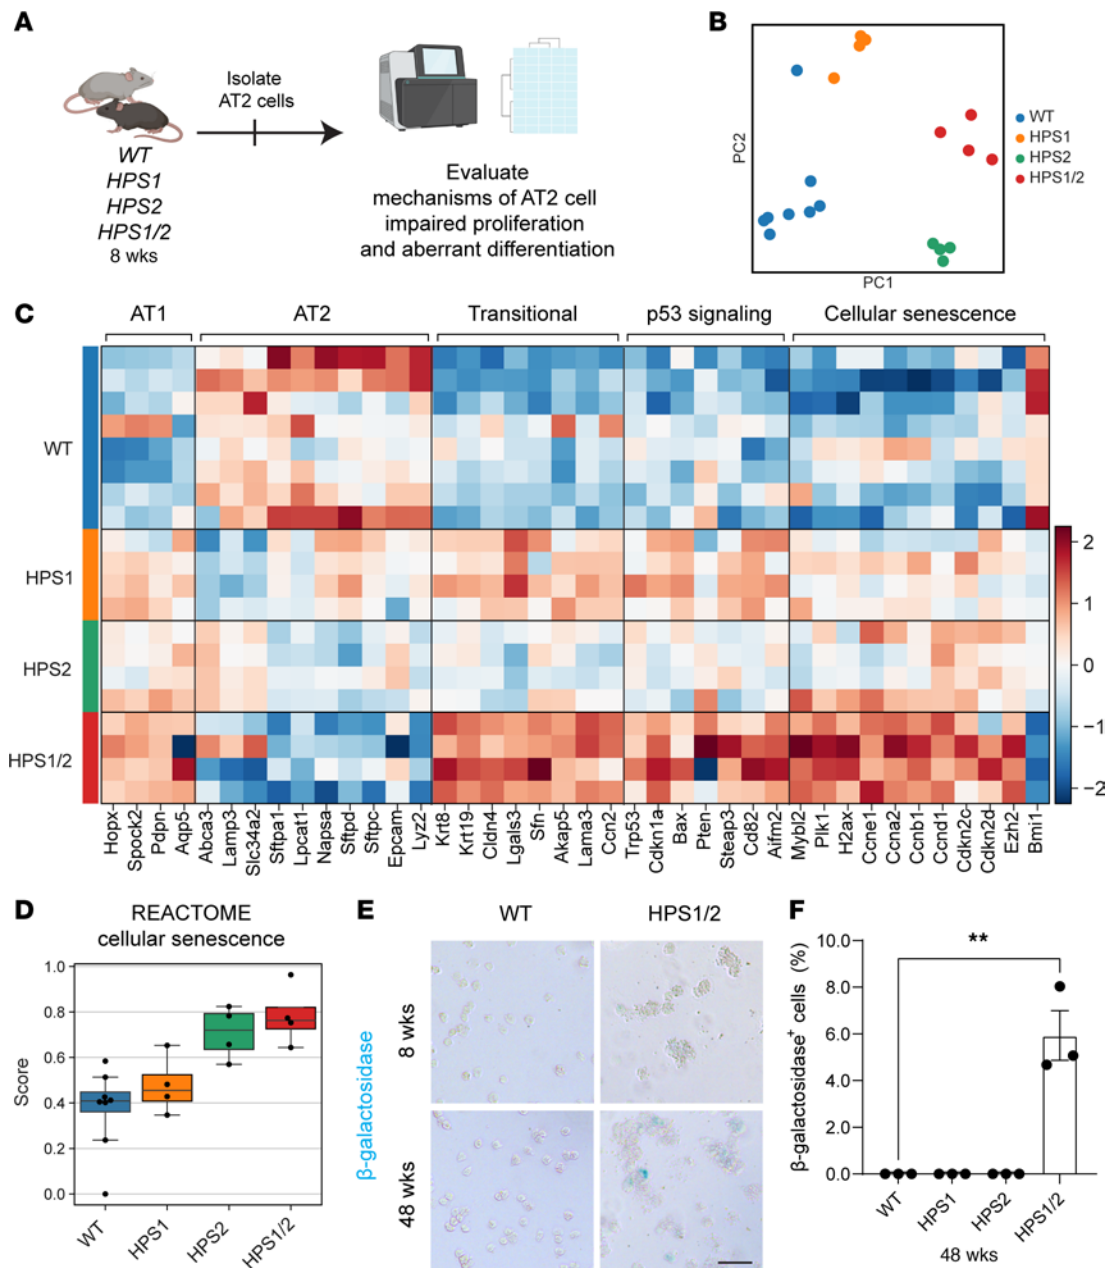 A
Isolate
AT2 cells
WT
HPS1
HPS2
HPS1/2
8 wks
Evaluate
mechanisms of AT2 cell
impaired proliferation
and aberrant differentiation
B
PC2
PC1
WT
HPS1
HPS2
HPS1/2
C
AT1 AT2 Transitional p53 signaling Cellular senescence
WT
HPS1
HPS2
HPS1/2
2
1
0
−1
−2
Hopx Spock2 Pdpn Aqp5 Abca3 Lamp3 Slc34a2 Sftpa1 Lpcat1 Napsa Sftpd Sftpc Epcam Lyz2 Krt8 Krt19 Cldn4 Lgals3 Sfn Akap5 Lama3 Ccn2 Trp53 Cdkn1a Bax Pten Steap3 Cd82 Aifm2 Mybl2 Plk1 H2ax Ccne1 Ccna2 Ccnb1 Ccnd1 Cdkn2c Cdkn2d Ezh2 Bmi1
D
REACTOME
cellular senescence
Score
1.0
0.8
0.6
0.4
0.2
0.0
WT HPS1 HPS2 HPS1/2
E
WT HPS1/2
β-galactosidase
8 wks
48 wks
F
β-galactosidase⁺ cells (%)
10.0
8.0
6.0
4.0
2.0
0.0
**
WT HPS1 HPS2 HPS1/2
48 wks